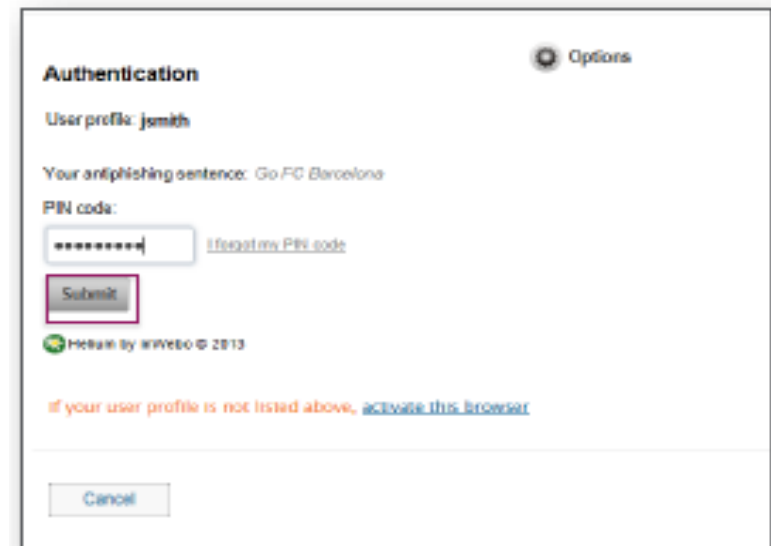 Options
Authentication
User profile: jsmith
Your antiphishing sentence: Go FC Barcelona
PIN code:
I forgot my PIN code
Submit
Helium by inWebo © 2013
If your user profile is not listed above, activate this browser
Cancel